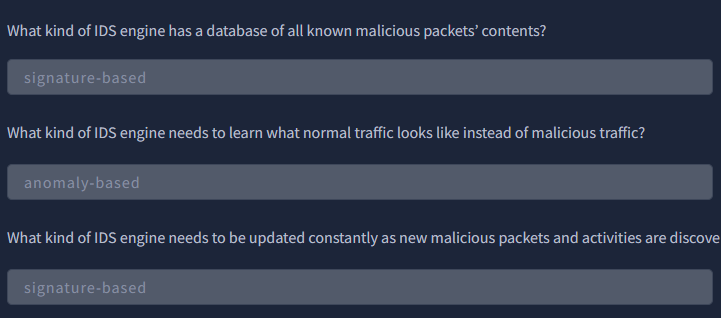 What kind of IDS engine has a database of all known malicious packets’ contents?
signature-based
What kind of IDS engine needs to learn what normal traffic looks like instead of malicious traffic?
anomaly-based
What kind of IDS engine needs to be updated constantly as new malicious packets and activities are discove
signature-based